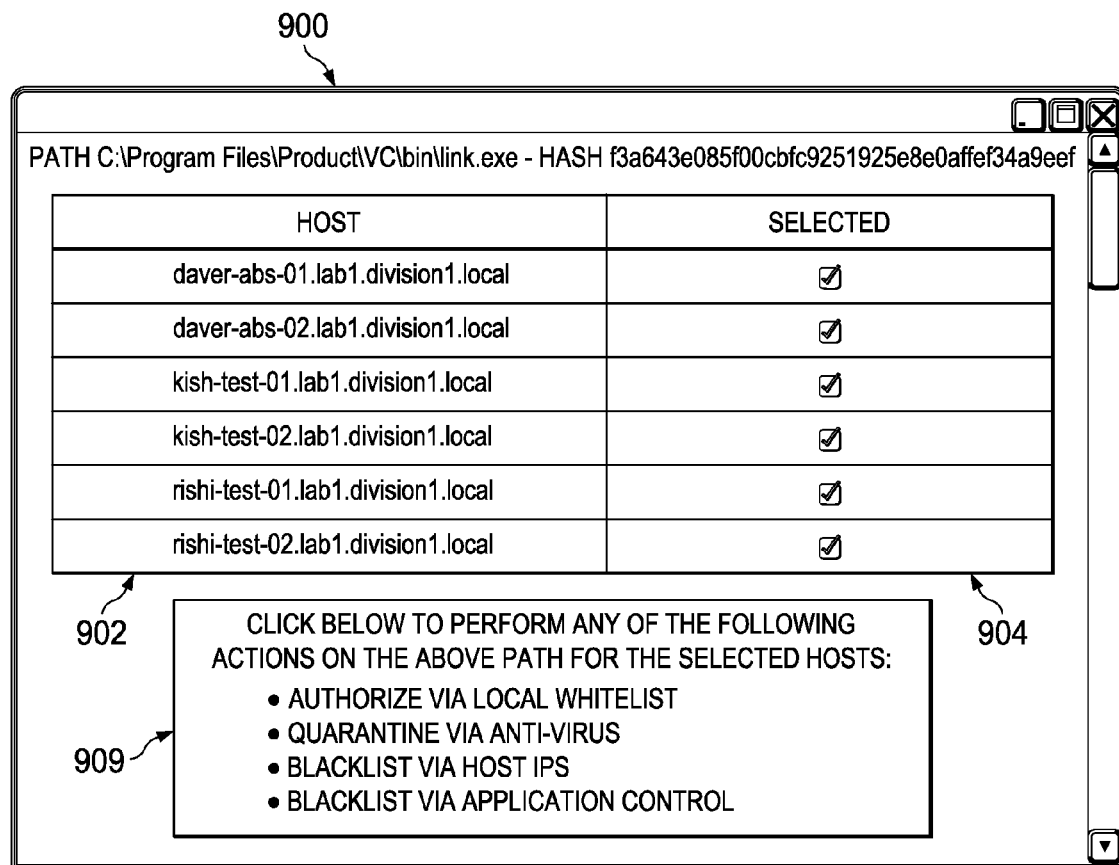 900
PATH C:\Program Files\Product\VC\bin\link.exe - HASH f3a643e085f00cbfc9251925e8e0affef34a9eef
HOST SELECTED
daver-abs-01.lab1.division1.local
daver-abs-02.lab1.division1.local
kish-test-01.lab1.division1.local
kish-test-02.lab1.division1.local
rishi-test-01.lab1.division1.local
rishi-test-02.lab1.division1.local
902
904
CLICK BELOW TO PERFORM ANY OF THE FOLLOWING
ACTIONS ON THE ABOVE PATH FOR THE SELECTED HOSTS:
• AUTHORIZE VIA LOCAL WHITELIST
• QUARANTINE VIA ANTI-VIRUS
• BLACKLIST VIA HOST IPS
• BLACKLIST VIA APPLICATION CONTROL
909